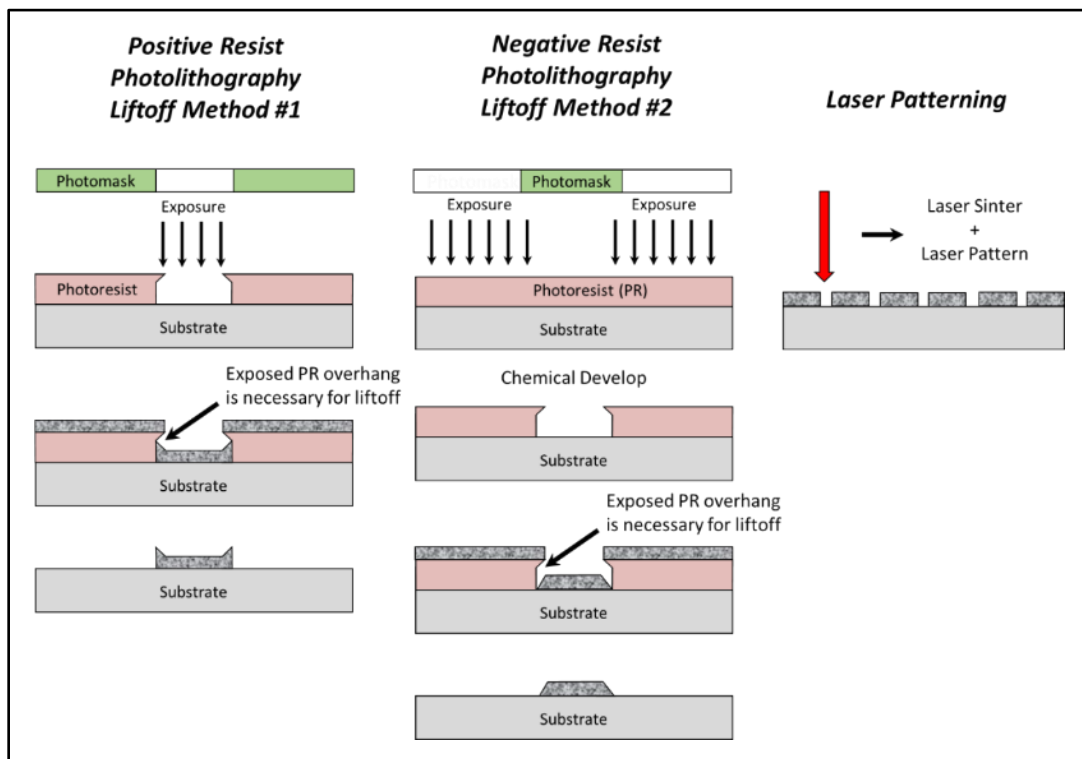 Positive Resist
Photolithography
Liftoff Method #1
Photomask
Exposure
Photoresist
Substrate
Exposed PR overhang
is necessary for liftoff
Substrate
Substrate
Negative Resist
Photolithography
Liftoff Method #2
Photomask
Photomask
Exposure
Exposure
Photoresist (PR)
Substrate
Chemical Develop
Substrate
Exposed PR overhang
is necessary for liftoff
Substrate
Substrate
Laser Patterning
Laser Sinter
+
Laser Pattern